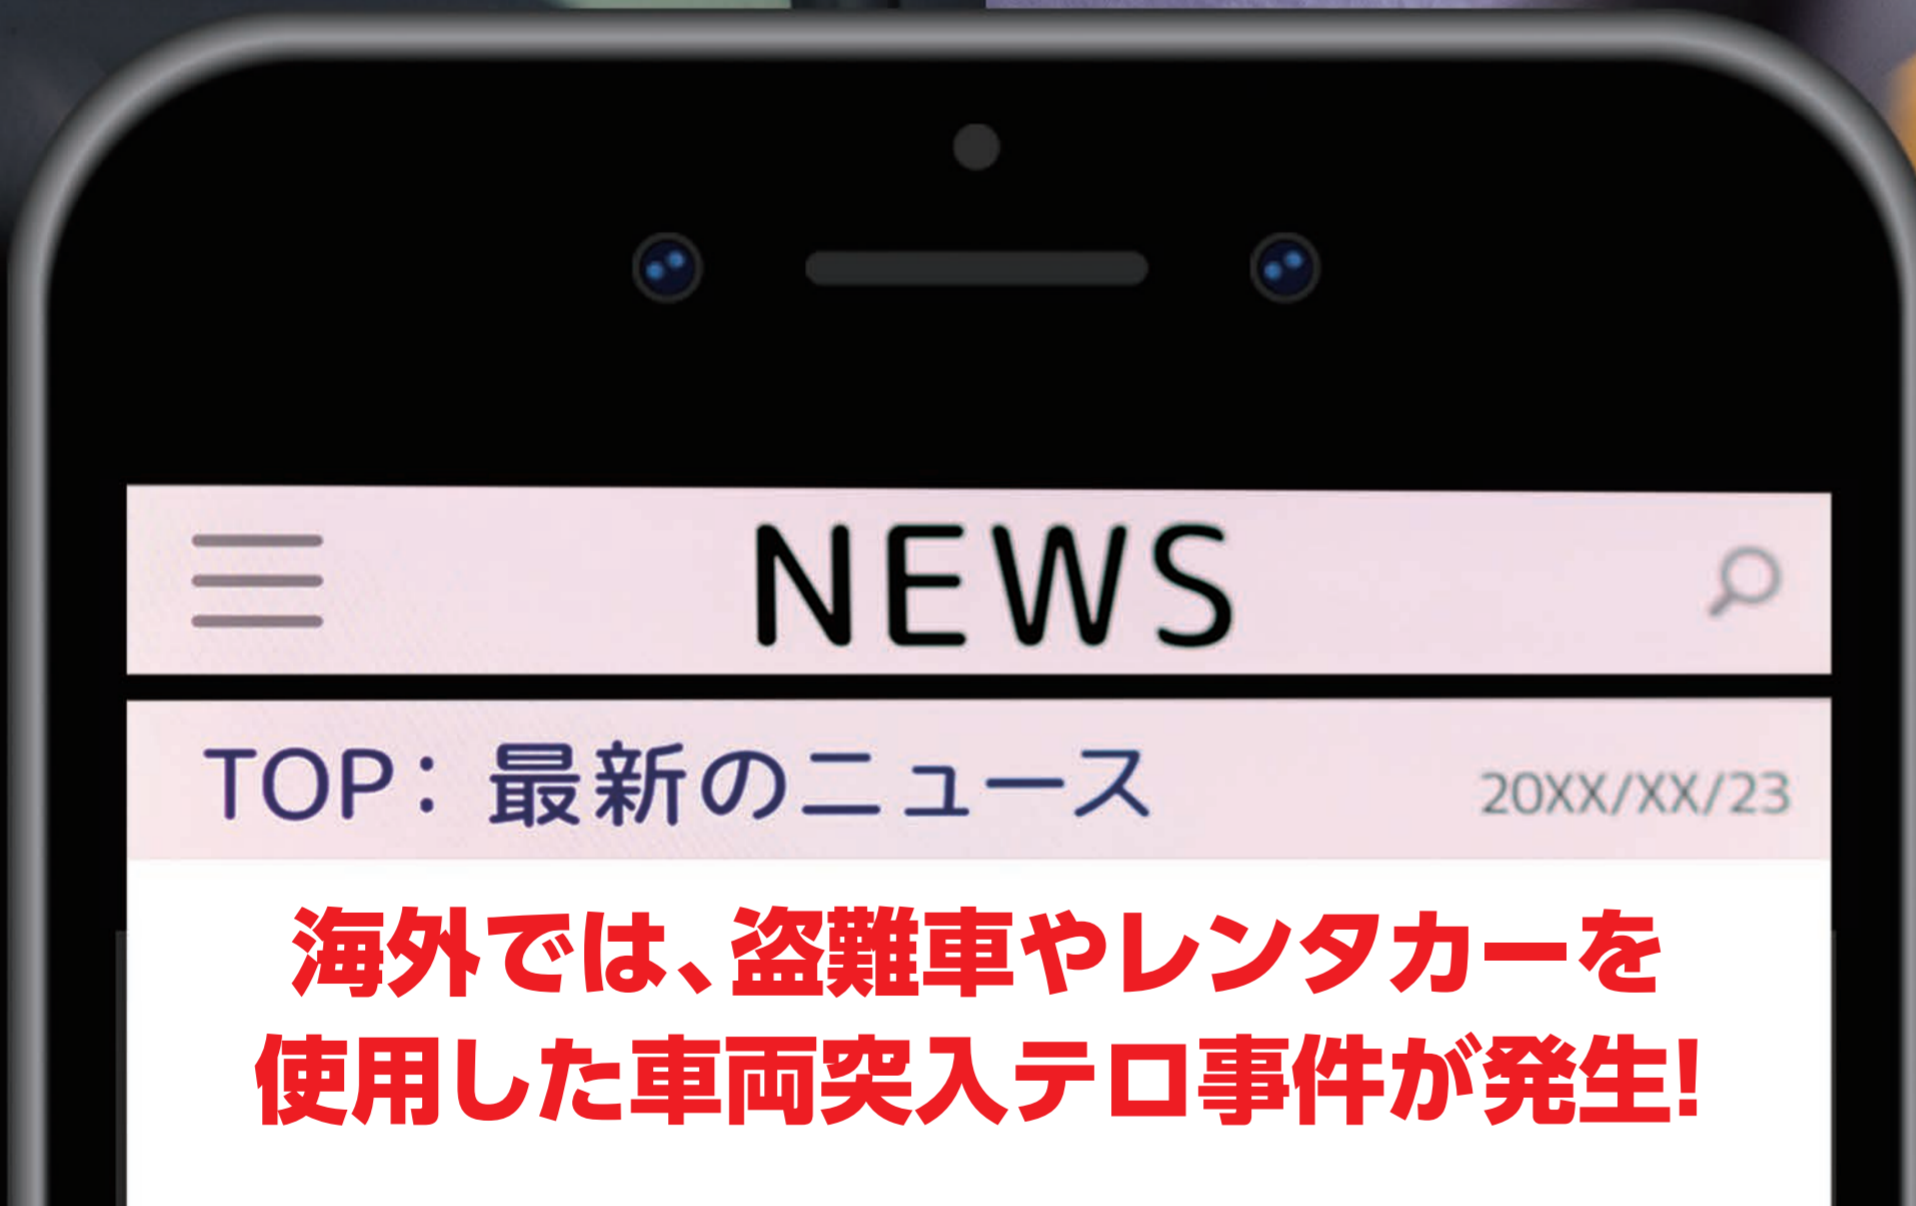 NEWS
TOP：最新のニュース
20XX/XX/23
海外では、盗難車やレンタカーを
使用した車両突入テロ事件が発生!